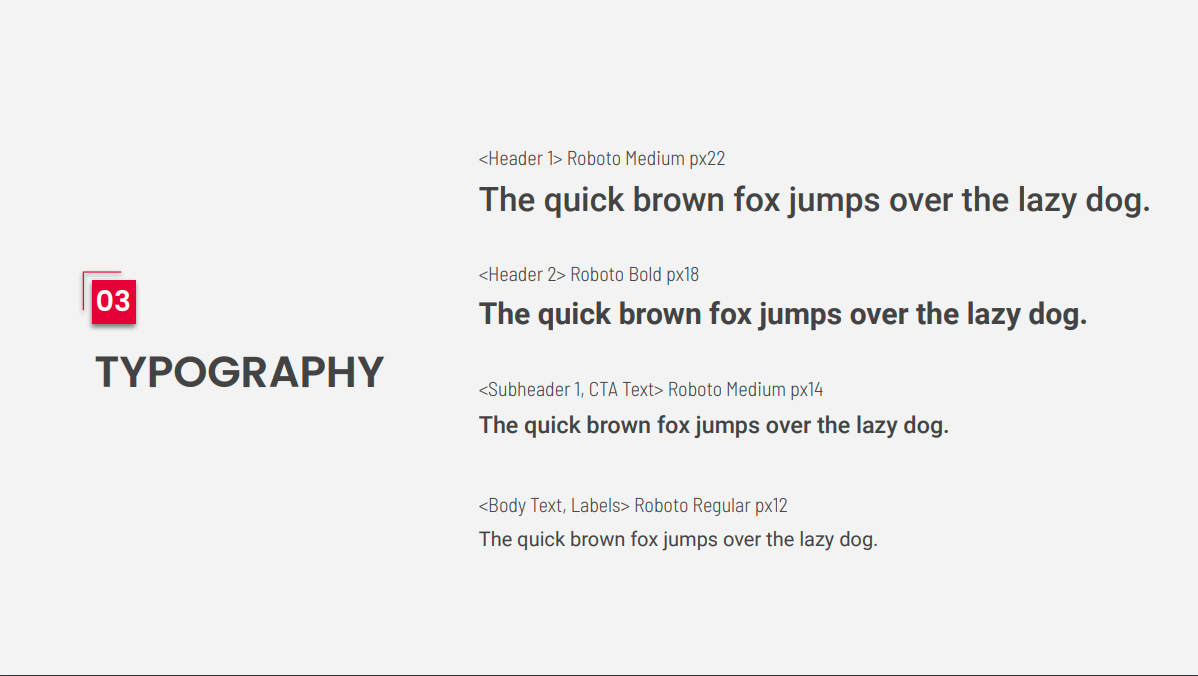 03
TYPOGRAPHY
<Header 1> Roboto Medium px22
The quick brown fox jumps over the lazy dog.
<Header 2> Roboto Bold px18
The quick brown fox jumps over the lazy dog.
<Subheader 1, CTA Text> Roboto Medium px14
The quick brown fox jumps over the lazy dog.
<Body Text, Labels> Roboto Regular px12
The quick brown fox jumps over the lazy dog.